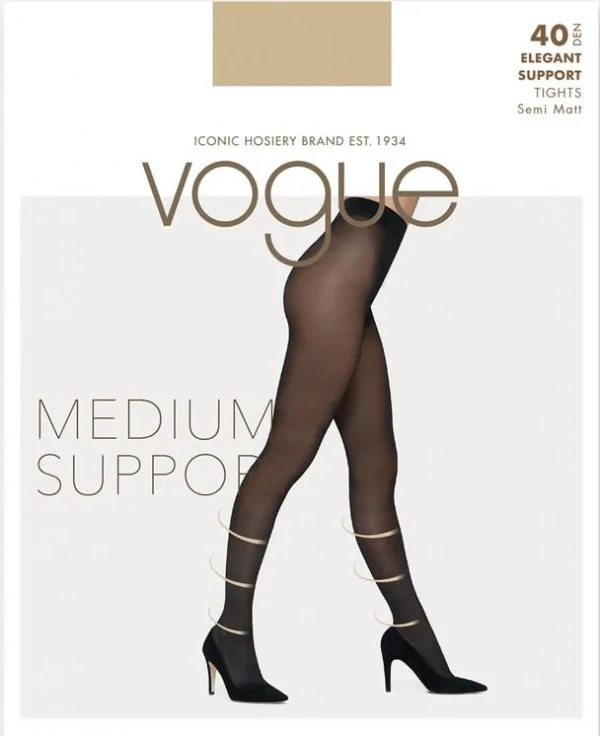 40 DEN
ELEGANT
SUPPORT
TIGHTS
Semi Matt
ICONIC HOSIERY BRAND EST. 1934
vogue
MEDIUM
SUPPOR